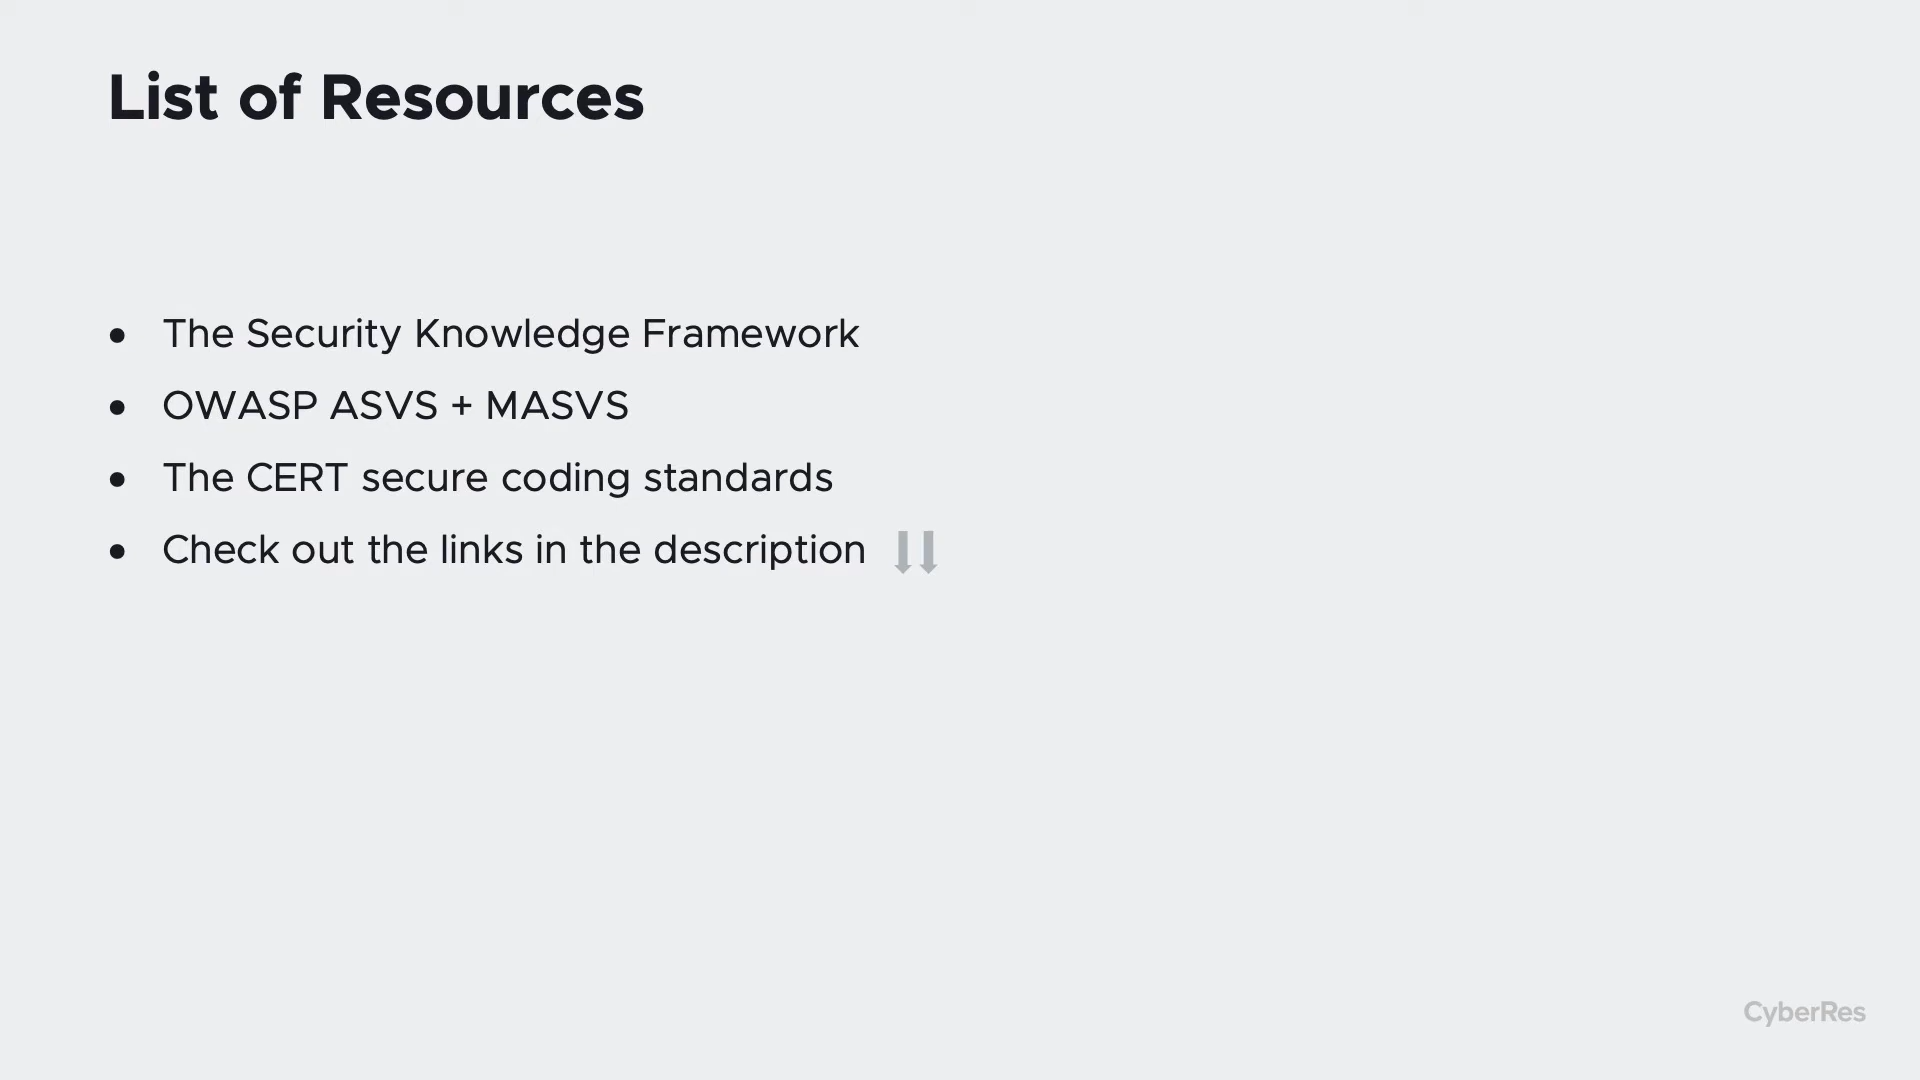 List of Resources
• The Security Knowledge Framework
• OWASP ASVS + MASVS
• The CERT secure coding standards
• Check out the links in the description
CyberRes